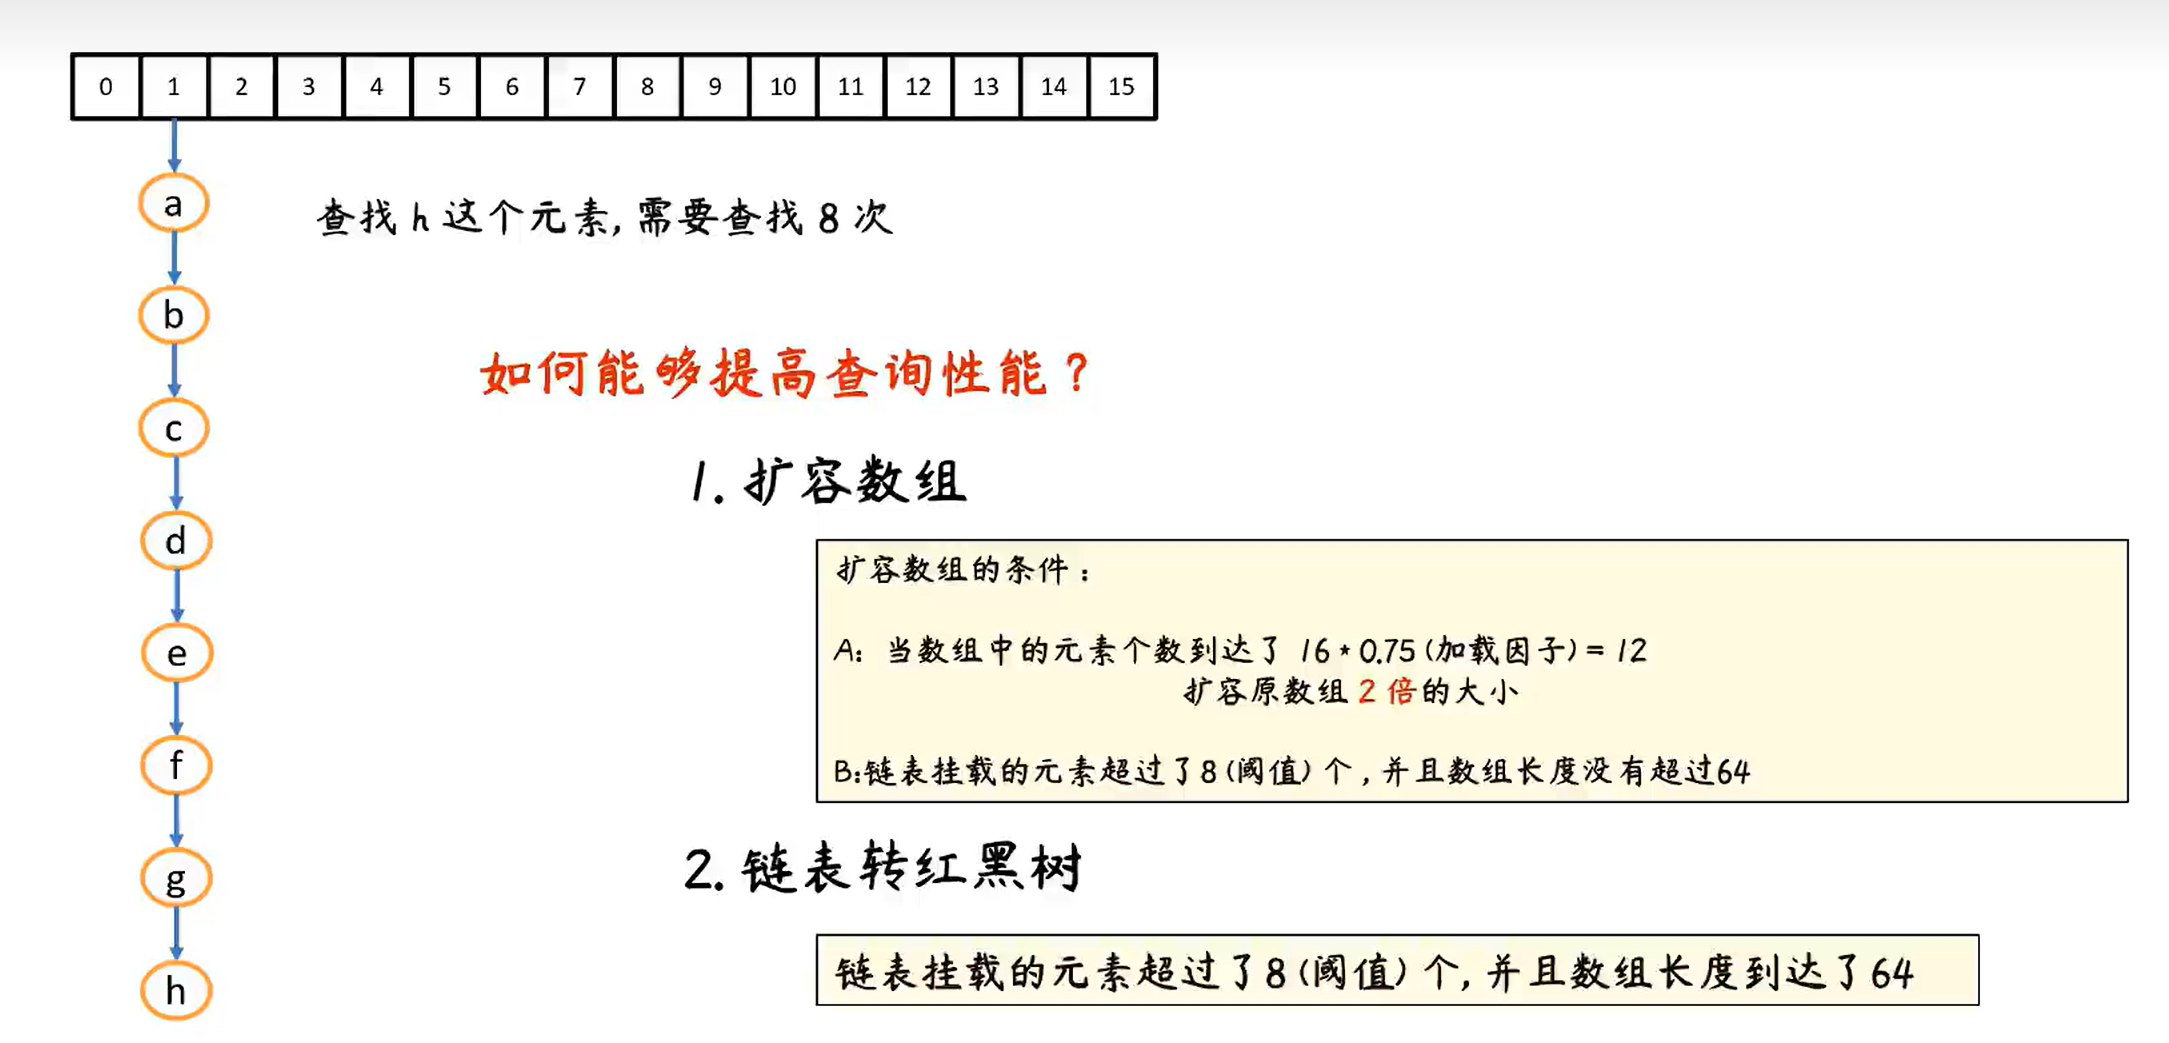 0 1 2 3 4 5 6 7 8 9 10 11 12 13 14 15
a
查找 h 这个元素, 需要查找 8 次
b
如何能够提高查询性能？
c
1. 扩容数组
d
扩容数组的条件：
e
A: 当数组中的元素个数到达了 16 * 0.75 (加载因子) = 12
扩容原数组 2 倍的大小
f
B:链表挂载的元素超过了8 (阈值) 个, 并且数组长度没有超过64
2. 链表转红黑树
g
链表挂载的元素超过了8 (阈值) 个, 并且数组长度到达了64
h